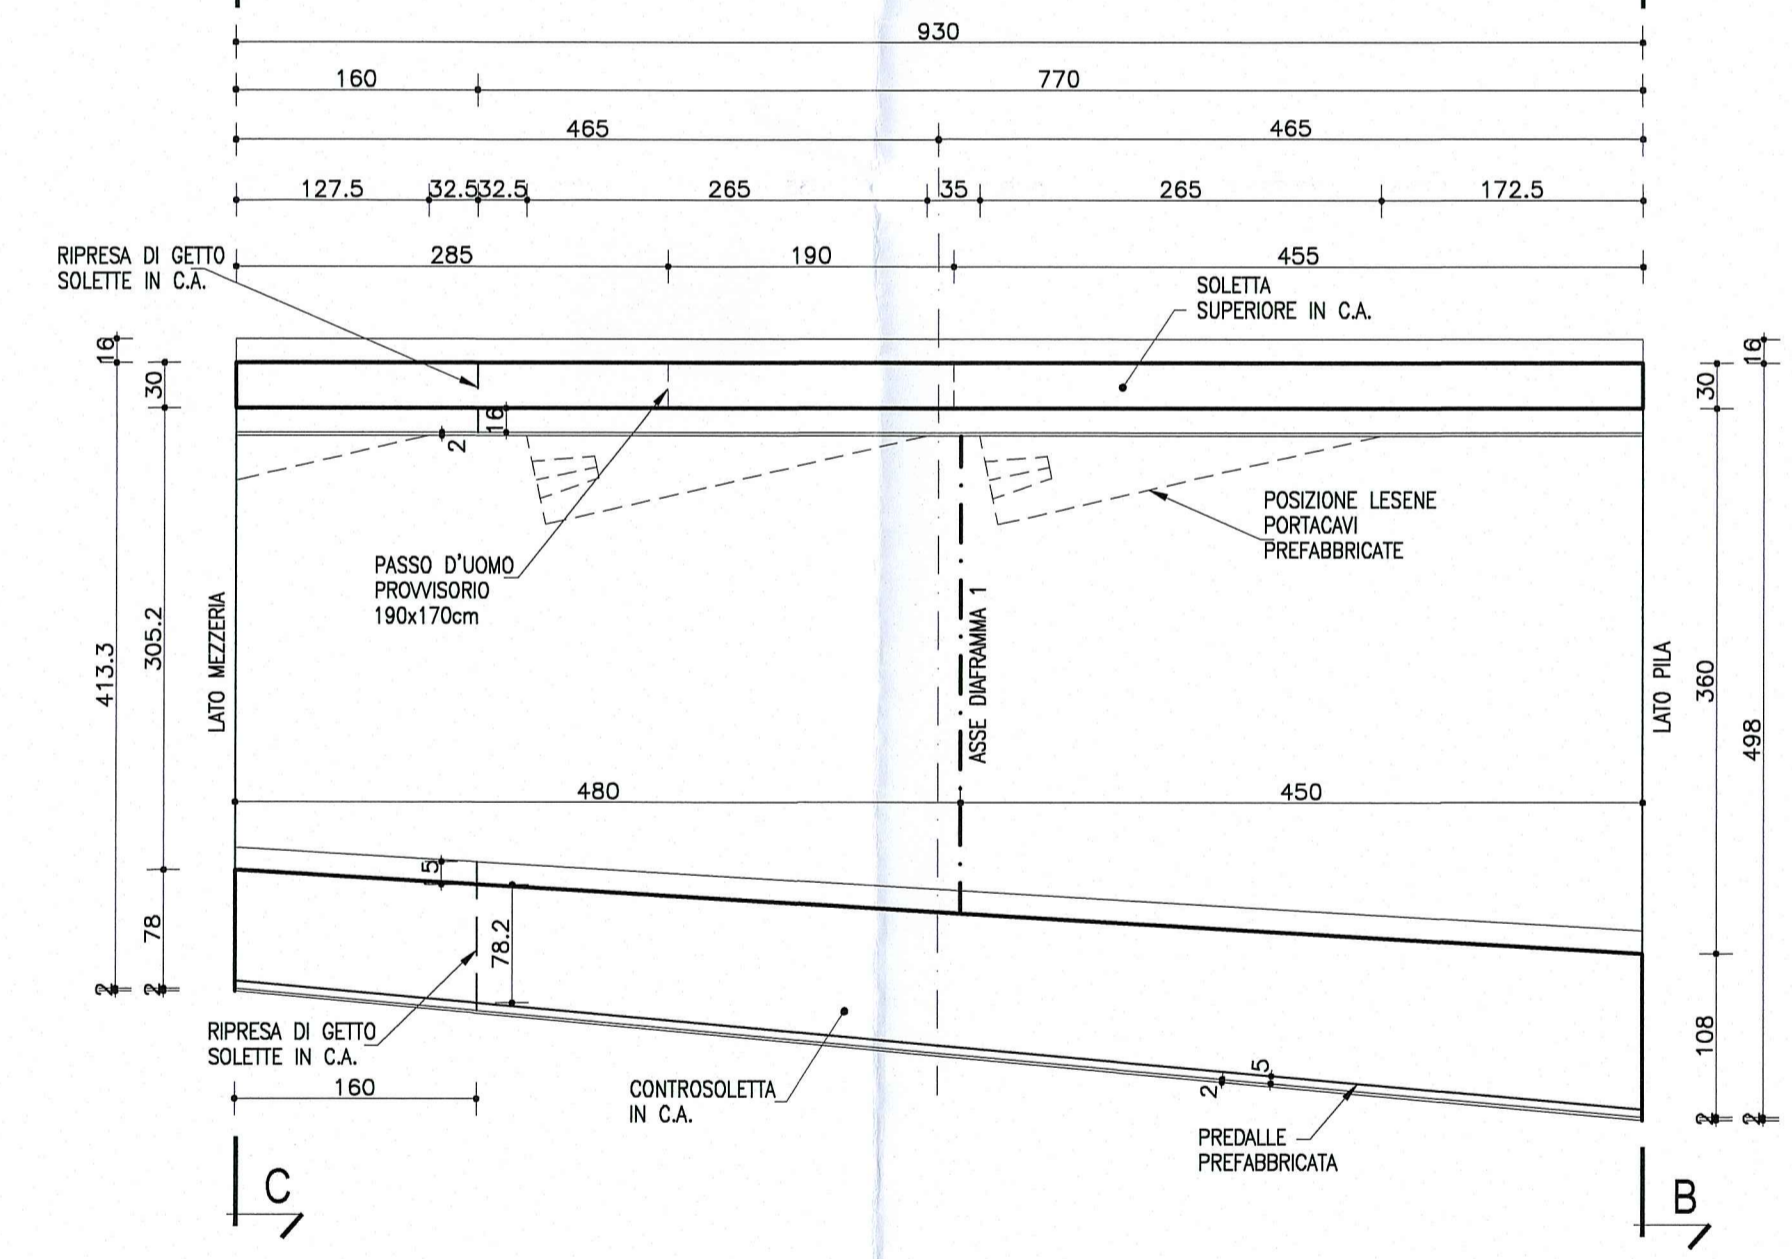 930
160 770
465 465
127.5 32.5 32.5 265 35 265 172.5
285 190 455
RIPRESA DI GETTO
SOLETTE IN C.A.
SOLETTA
SUPERIORE IN C.A.
16
30
16
2
16
30
POSIZIONE LESENE
PORTACAVI
PREFABBRICATE
PASSO D'UOMO
PROVVISORIO
190x170cm
413.3
305.2
LATO MEZZERIA
ASSE DIAFRAMMA 1
LATO PILA
360
498
480 450
5
78
78.2
2 2
RIPRESA DI GETTO
SOLETTE IN C.A.
160
CONTROSOLETTA
IN C.A.
2 5
108
2 2
PREDALLE
PREFABBRICATA
C
B